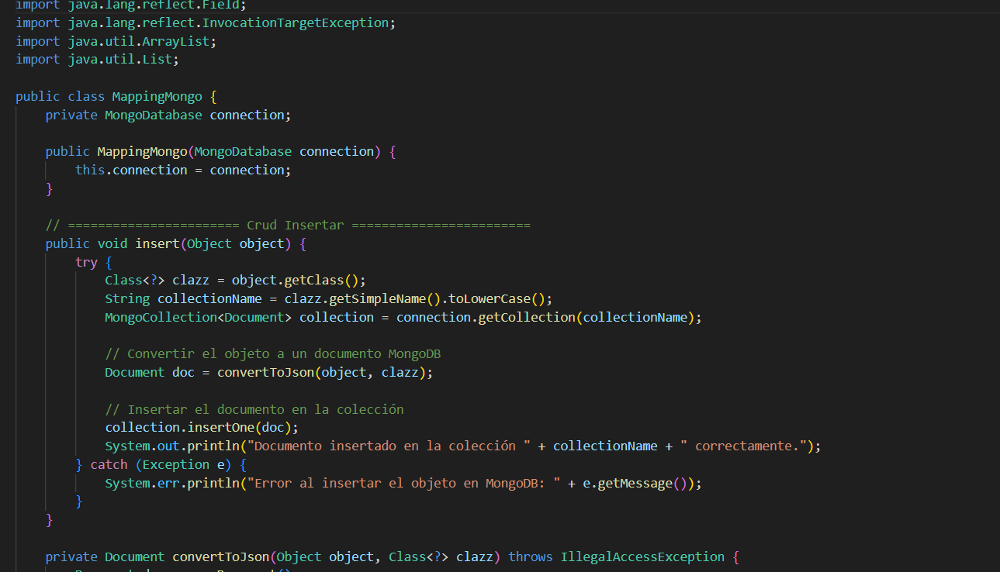 import java.lang.reflect.Field;
import java.lang.reflect.InvocationTargetException;
import java.util.ArrayList;
import java.util.List;

public class MappingMongo {
    private MongoDatabase connection;

    public MappingMongo(MongoDatabase connection) {
        this.connection = connection;
    }

    // ======================= Crud Insertar ========================
    public void insert(Object object) {
        try {
            Class<?> clazz = object.getClass();
            String collectionName = clazz.getSimpleName().toLowerCase();
            MongoCollection<Document> collection = connection.getCollection(collectionName);

            // Convertir el objeto a un documento MongoDB
            Document doc = convertToJson(object, clazz);

            // Insertar el documento en la colección
            collection.insertOne(doc);
            System.out.println("Documento insertado en la colección " + collectionName + " correctamente.");
        } catch (Exception e) {
            System.err.println("Error al insertar el objeto en MongoDB: " + e.getMessage());
        }
    }

    private Document convertToJson(Object object, Class<?> clazz) throws IllegalAccessException {